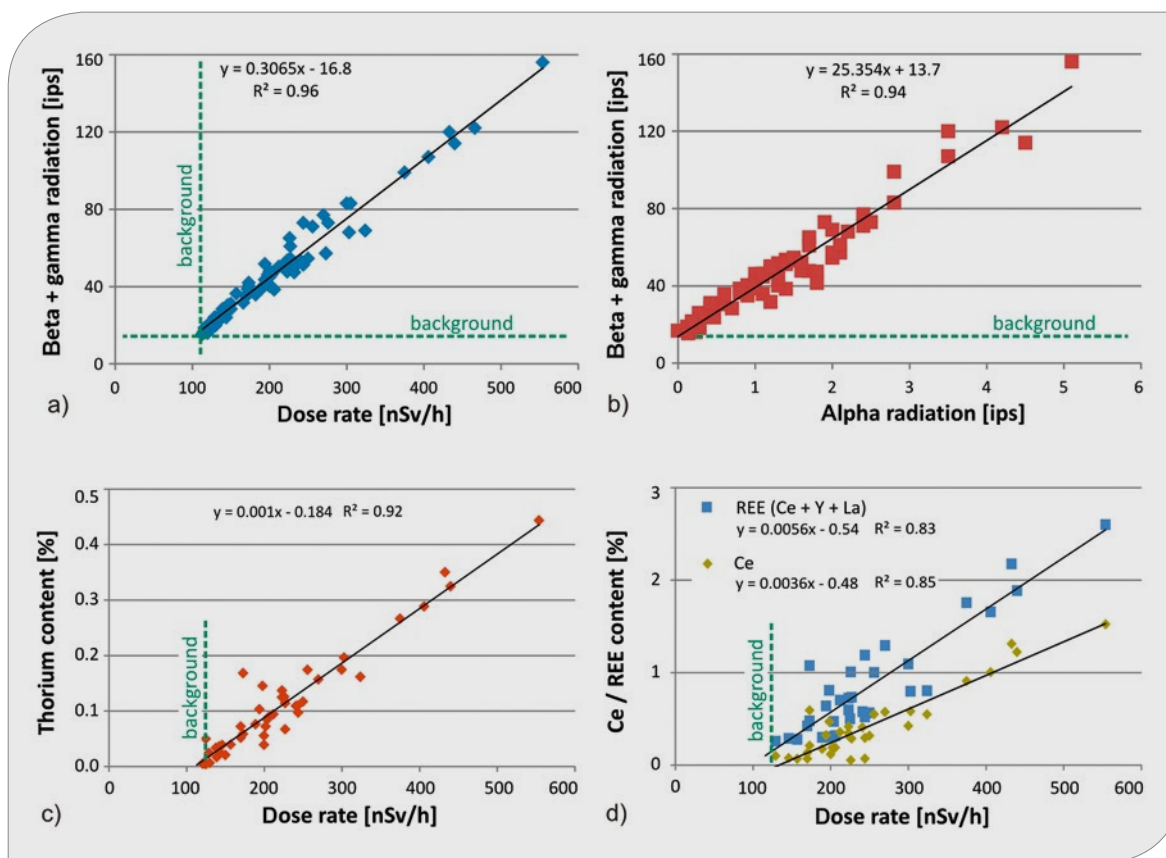 160
120
80
40
0
Beta + gamma radiation [ips]
y = 0.3065x - 16.8
R² = 0.96
background
background
0 100 200 300 400 500 600
a) Dose rate [nSv/h]
160
120
80
40
0
Beta + gamma radiation [ips]
y = 25.354x + 13.7
R² = 0.94
background
0 1 2 3 4 5 6
b) Alpha radiation [ips]
0.5
0.4
0.3
0.2
0.1
0.0
Thorium content [%]
y = 0.001x - 0.184 R² = 0.92
background
0 100 200 300 400 500 600
c) Dose rate [nSv/h]
3
2
1
0
Ce / REE content [%]
REE (Ce + Y + La)
y = 0.0056x - 0.54 R² = 0.83
Ce
y = 0.0036x - 0.48 R² = 0.85
background
0 100 200 300 400 500 600
d) Dose rate [nSv/h]